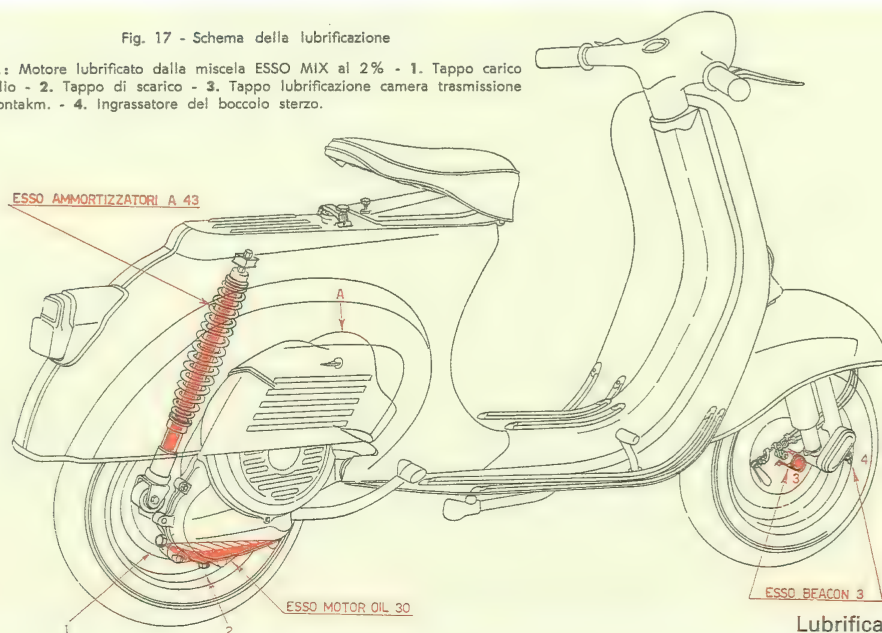 Fig. 17 - Schema della lubrificazione
.: Motore lubrificato dalla miscela ESSO MIX al 2% - 1. Tappo carico
lio - 2. Tappo di scarico - 3. Tappo lubrificazione camera trasmissione
ontakm. - 4. Ingrassatore del boccolo sterzo.
ESSO AMMORTIZZATORI A 43
A
4
3
ESSO MOTOR OIL 30
ESSO BEACON 3
1
2
Lubrifica